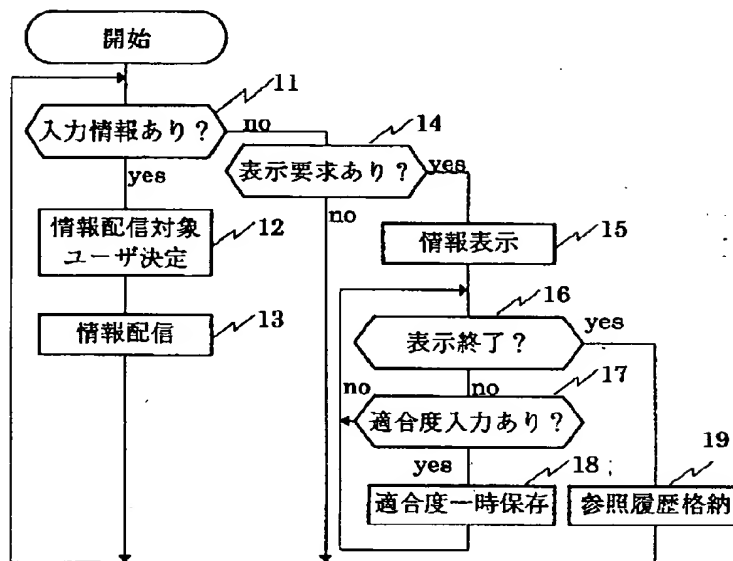 開始
11
入力情報あり？
no
14
yes
表示要求あり？
yes
no
情報配信対象
ユーザ決定
12
情報表示
15
情報配信
13
16
表示終了？
yes
no
no
17
適合度入力あり？
yes
18
19
適合度一時保存
参照履歴格納